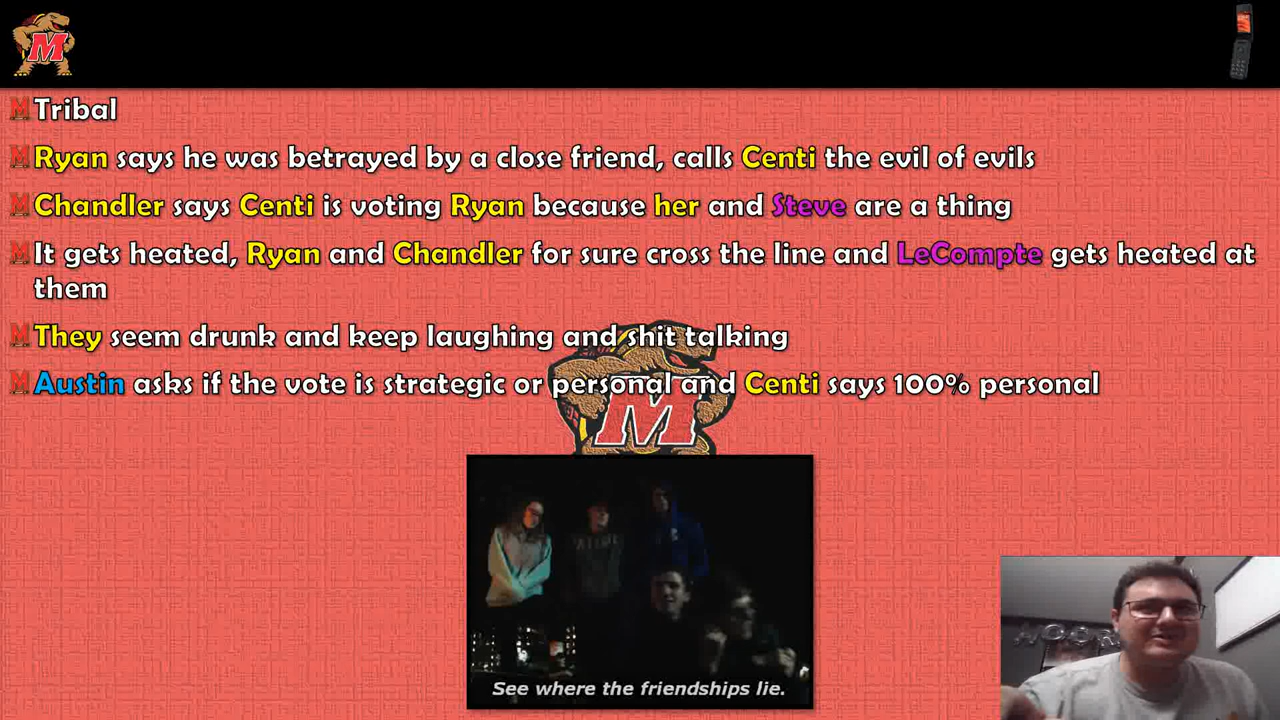 M
M Tribal
M Ryan says he was betrayed by a close friend, calls Centi the evil of evils
M Chandler says Centi is voting Ryan because her and Steve are a thing
M It gets heated, Ryan and Chandler for sure cross the line and LeCompte gets heated at
them
M They seem drunk and keep laughing and shit talking
M Austin asks if the vote is strategic or personal and Centi says 100% personal
M
See where the friendships lie.